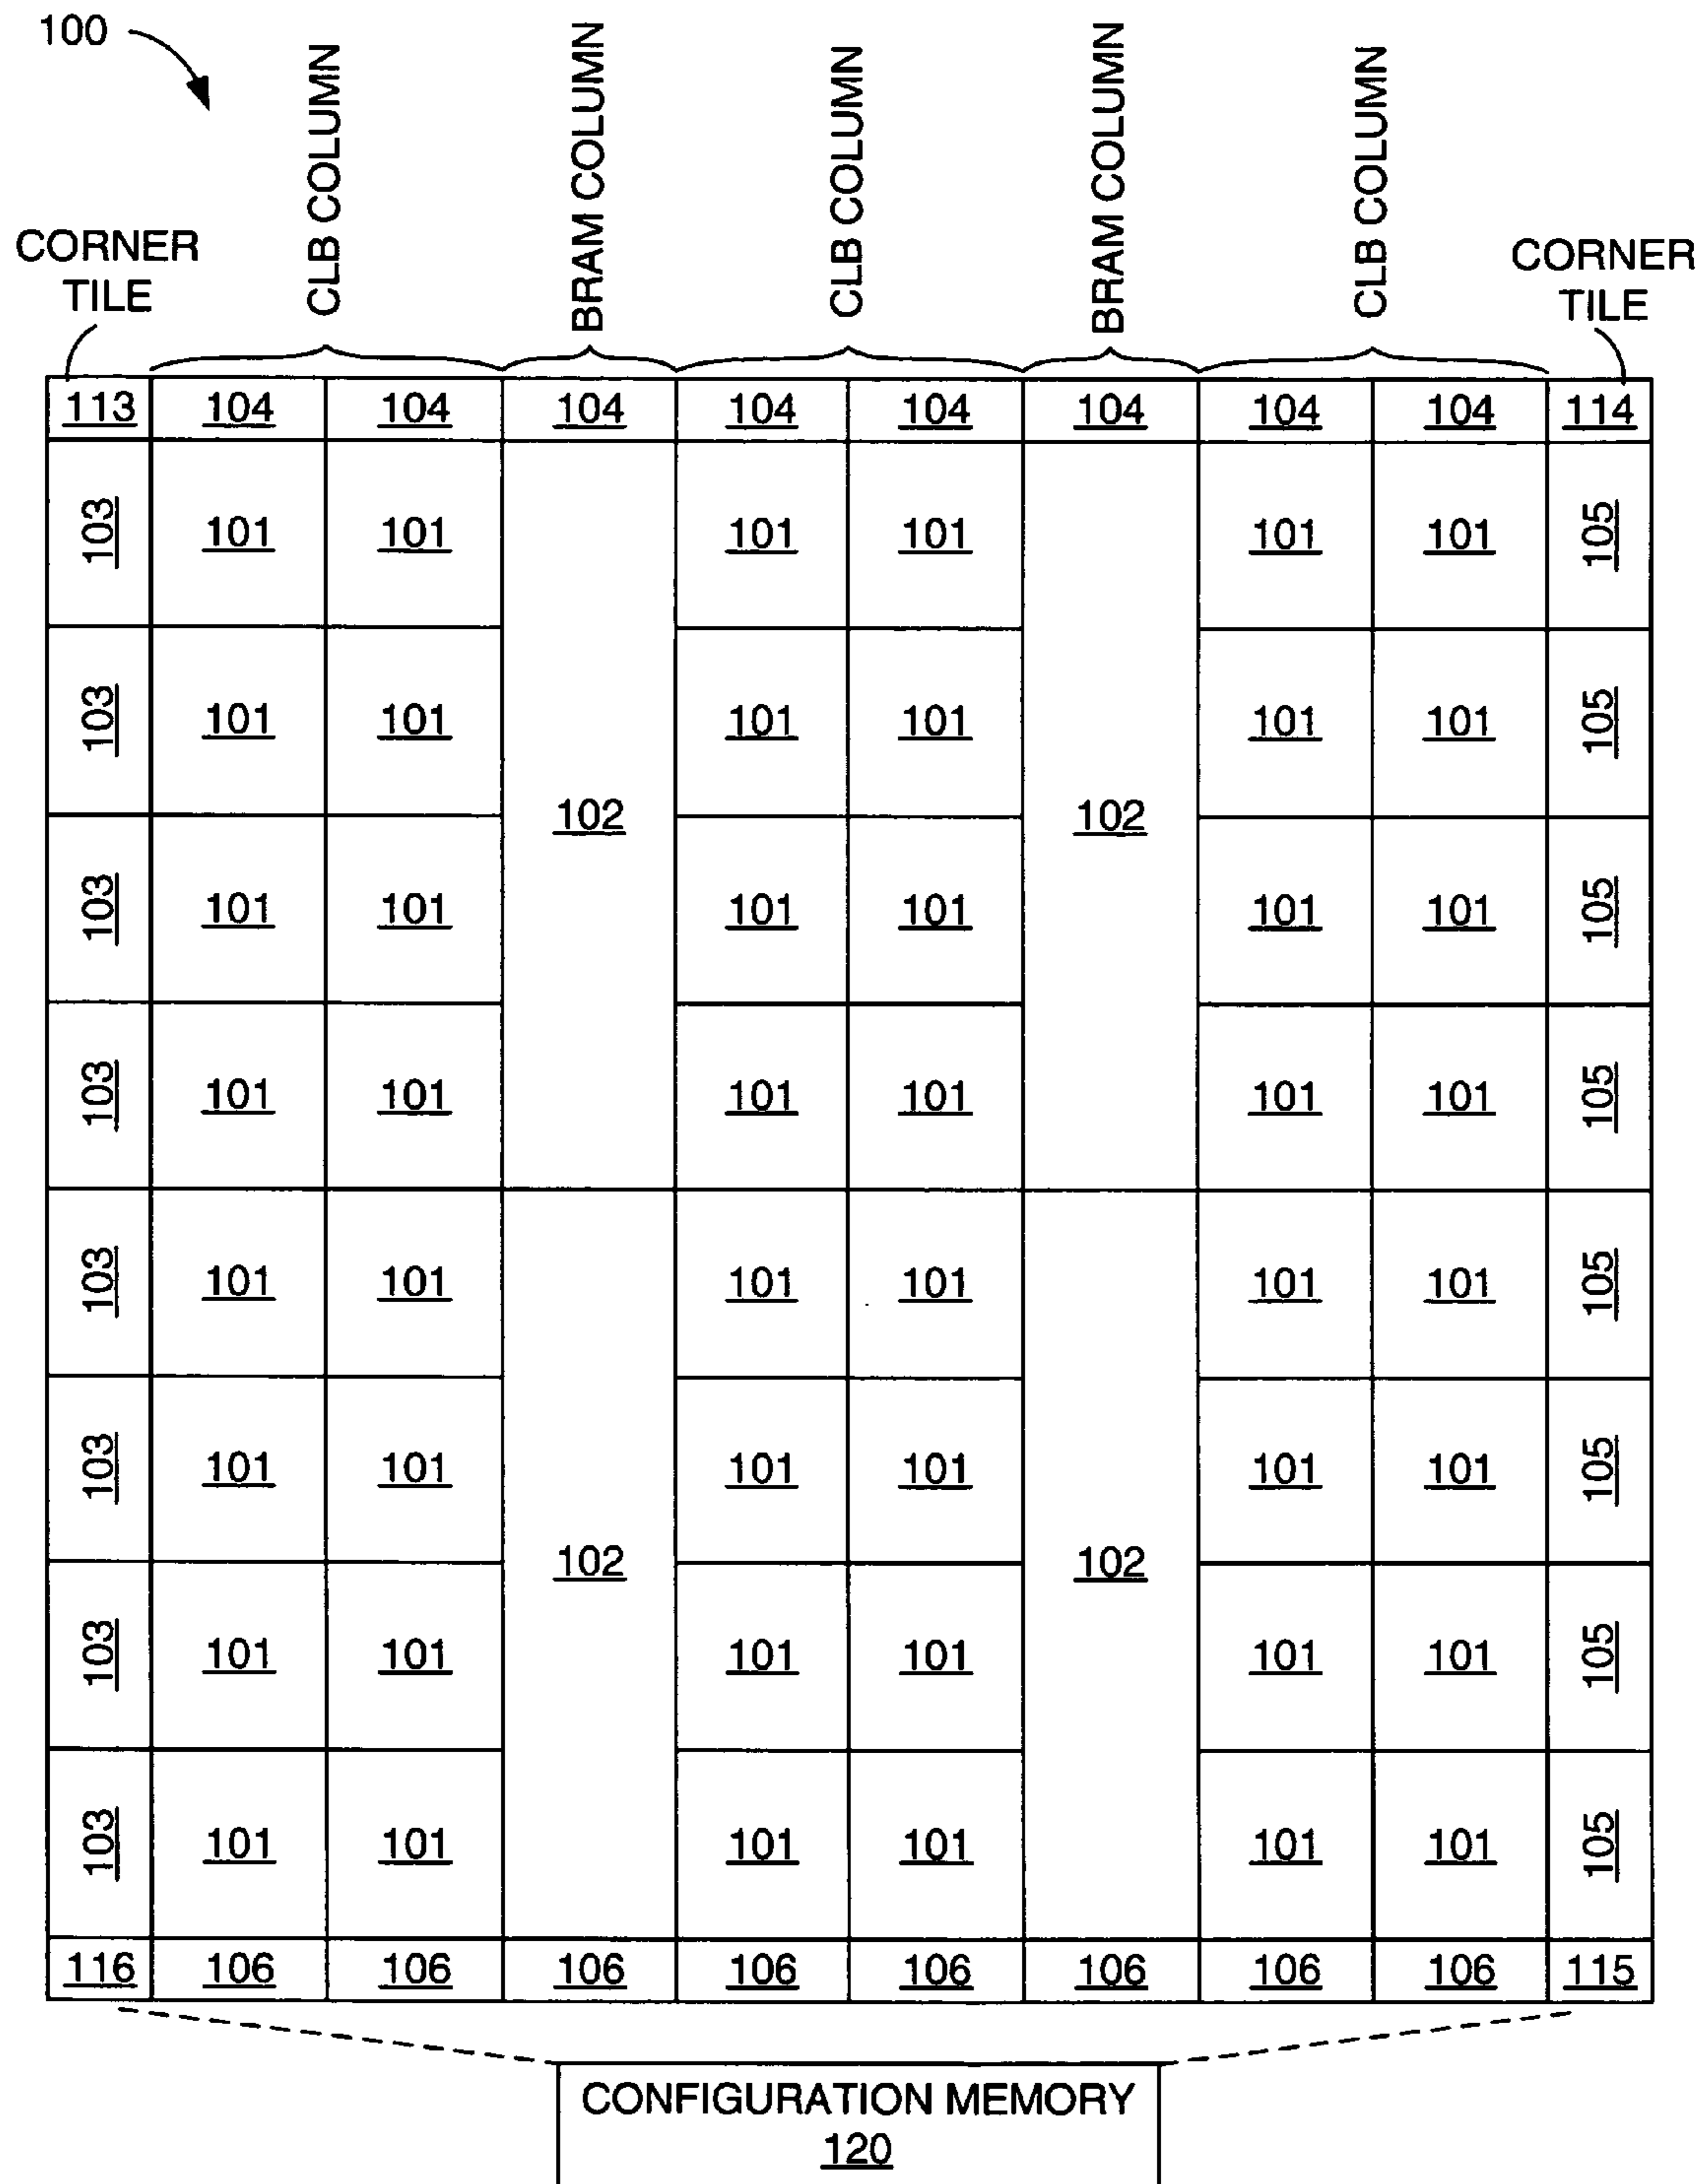 100
CLB COLUMN
BRAM COLUMN
CLB COLUMN
BRAM COLUMN
CLB COLUMN
CORNER
TILE
CORNER
TILE
113 104 104 104 104 104 104 104 104 114
103 101 101 101 101 101 101 105
103 101 101 101 101 101 101 105
102 102
103 101 101 101 101 101 101 105
103 101 101 101 101 101 101 105
103 101 101 101 101 101 101 105
103 101 101 101 101 101 101 105
102 102
103 101 101 101 101 101 101 105
103 101 101 101 101 101 101 105
116 106 106 106 106 106 106 106 106 115
CONFIGURATION MEMORY
120